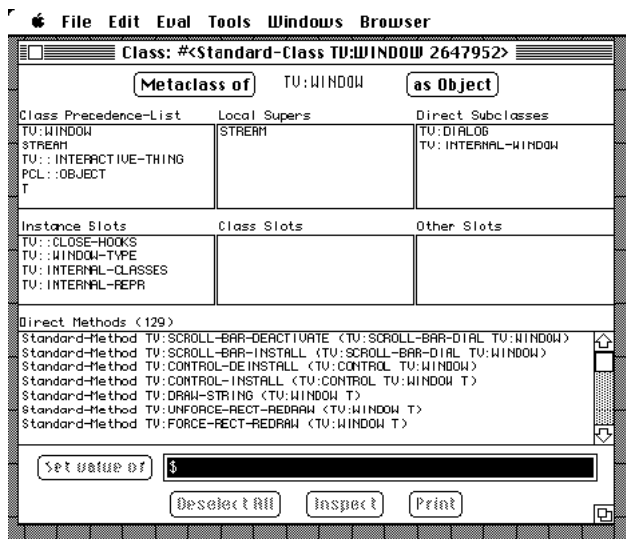 File Edit Eval Tools Windows Browser
Class: #<Standard-Class TV:WINDOW 2647952>
Metaclass of TV:WINDOW as Object
Class Precedence-List Local Supers Direct Subclasses
TV:WINDOW STREAM TV:DIALOG
STREAM TV:INTERNAL-WINDOW
TV::INTERACTIVE-THING
PCL::OBJECT
T
Instance Slots Class Slots Other Slots
TV::CLOSE-HOOKS
TV::WINDOW-TYPE
TV:INTERNAL-CLASSES
TV:INTERNAL-REPR
Direct Methods (129)
Standard-Method TV:SCROLL-BAR-DEACTIVATE (TV:SCROLL-BAR-DIAL TV:WINDOW)
Standard-Method TV:SCROLL-BAR-INSTALL (TV:SCROLL-BAR-DIAL TV:WINDOW)
Standard-Method TV:CONTROL-DEINSTALL (TV:CONTROL TV:WINDOW)
Standard-Method TV:CONTROL-INSTALL (TV:CONTROL TV:WINDOW T)
Standard-Method TV:DRAW-STRING (TV:WINDOW T)
Standard-Method TV:UNFORCE-RECT-REDRAW (TV:WINDOW T)
Standard-Method TV:FORCE-RECT-REDRAW (TV:WINDOW T)
Set value of $
Deselect All Inspect Print